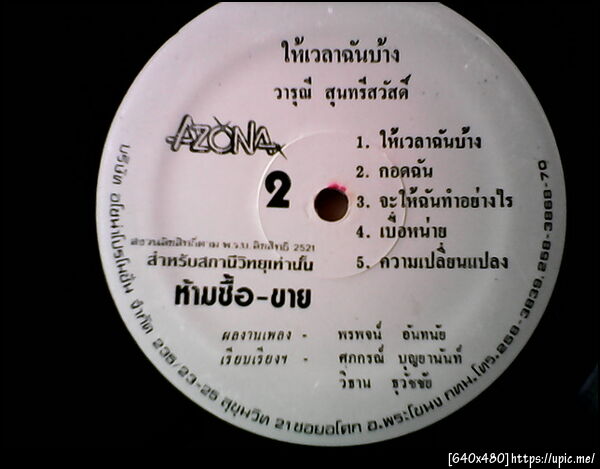 ให้เวลาฉันบ้าง
วารุณี สุนทรีสวัสดิ์
AZONA
2
1. ให้เวลาฉันบ้าง
2. กอดฉัน
3. จะให้ฉันทำอย่างไร
4. เบื่อหน่าย
5. ความเปลี่ยนแปลง
สงวนลิขสิทธิ์ตาม พ.ร.บ. ลิขสิทธิ์ 2521
สำหรับสถานีวิทยุเท่านั้น
ห้ามซื้อ-ขาย
ผลงานเพลง - พรพจน์ อันทนัย
เรียบเรียงฯ - ศภกรณ์ บุญยานันท์
วิธาน ธุวัชชัย
บริษัท อโซน่าโปรโมชั่น จำกัด 235/23-25 สุขุมวิท 21 ซอยอโศก อ.พระโขนง กทม. โทร. 258-3839, 258-3868-70
[640x480]https://upic.me/